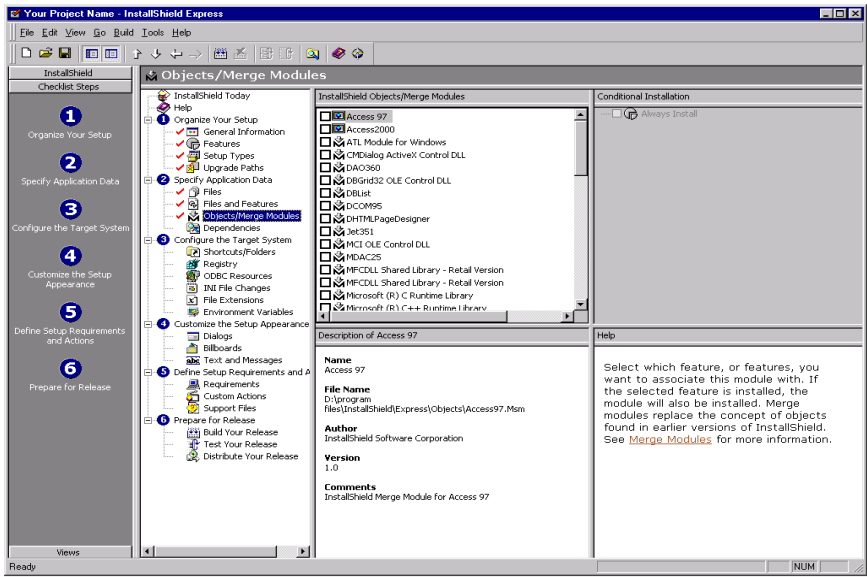 Your Project Name - InstallShield Express
File Edit View Go Build Tools Help
InstallShield
Checklist Steps
1
Organize Your Setup
2
Specify Application Data
3
Configure the Target System
4
Customize the Setup
Appearance
5
Define Setup Requirements
and Actions
6
Prepare for Release
Views
Objects/Merge Modules
InstallShield Today
Help
1 Organize Your Setup
General Information
Features
Setup Types
Upgrade Paths
2 Specify Application Data
Files
Files and Features
Objects/Merge Modules
Dependencies
3 Configure the Target System
Shortcuts/Folders
Registry
ODBC Resources
INI File Changes
File Extensions
Environment Variables
4 Customize the Setup Appearance
Dialogs
Billboards
abc Text and Messages
5 Define Setup Requirements and A
Requirements
Custom Actions
Support Files
6 Prepare for Release
Build Your Release
Test Your Release
Distribute Your Release
InstallShield Objects/Merge Modules
Access 97
Access2000
ATL Module for Windows
CMDialog ActiveX Control DLL
DAO360
DBGrid32 OLE Control DLL
DBList
DCOM95
DHTMLPageDesigner
Jet351
MCI OLE Control DLL
MDAC25
MFCDLL Shared Library - Retail Version
MFCDLL Shared Library - Retail Version
Microsoft (R) C Runtime Library
Microsoft (R) C++ Runtime Library
Conditional Installation
Always Install
Description of Access 97
Name
Access 97
File Name
D:\program
files\InstallShield\Express\Objects\Access97.Msm
Author
InstallShield Software Corporation
Version
1.0
Comments
InstallShield Merge Module for Access 97
Help
Select which feature, or features, you
want to associate this module with. If
the selected feature is installed, the
module will also be installed. Merge
modules replace the concept of objects
found in earlier versions of InstallShield.
See Merge Modules for more information.
Ready
NUM